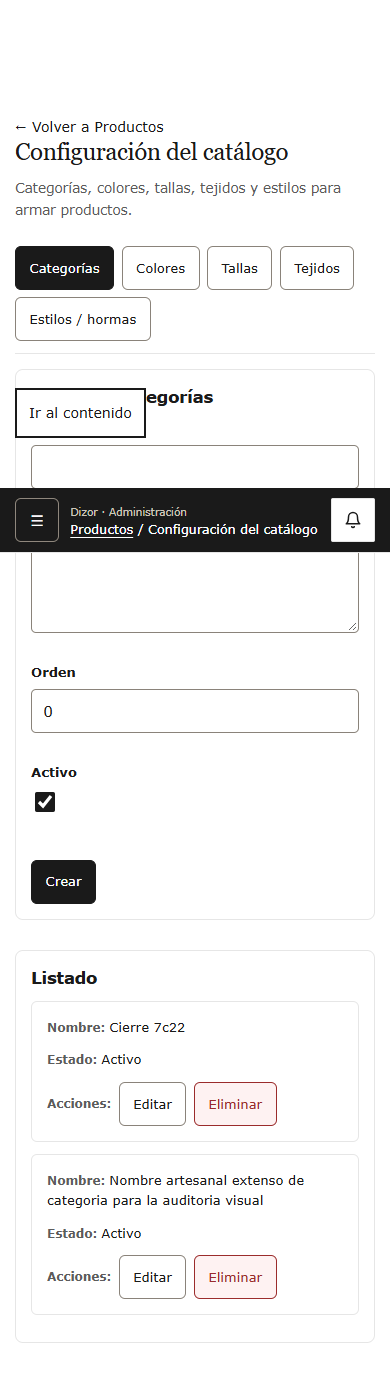 ← Volver a Productos
Configuración del catálogo
Categorías, colores, tallas, tejidos y estilos para
armar productos.
Categorías
Colores
Tallas
Tejidos
Estilos / hormas
egorías
Ir al contenido
☰
Dizor · Administración
Productos / Configuración del catálogo
Orden
0
Activo
Crear
Listado
Nombre: Cierre 7c22
Estado: Activo
Acciones: Editar Eliminar
Nombre: Nombre artesanal extenso de
categoria para la auditoria visual
Estado: Activo
Acciones: Editar Eliminar